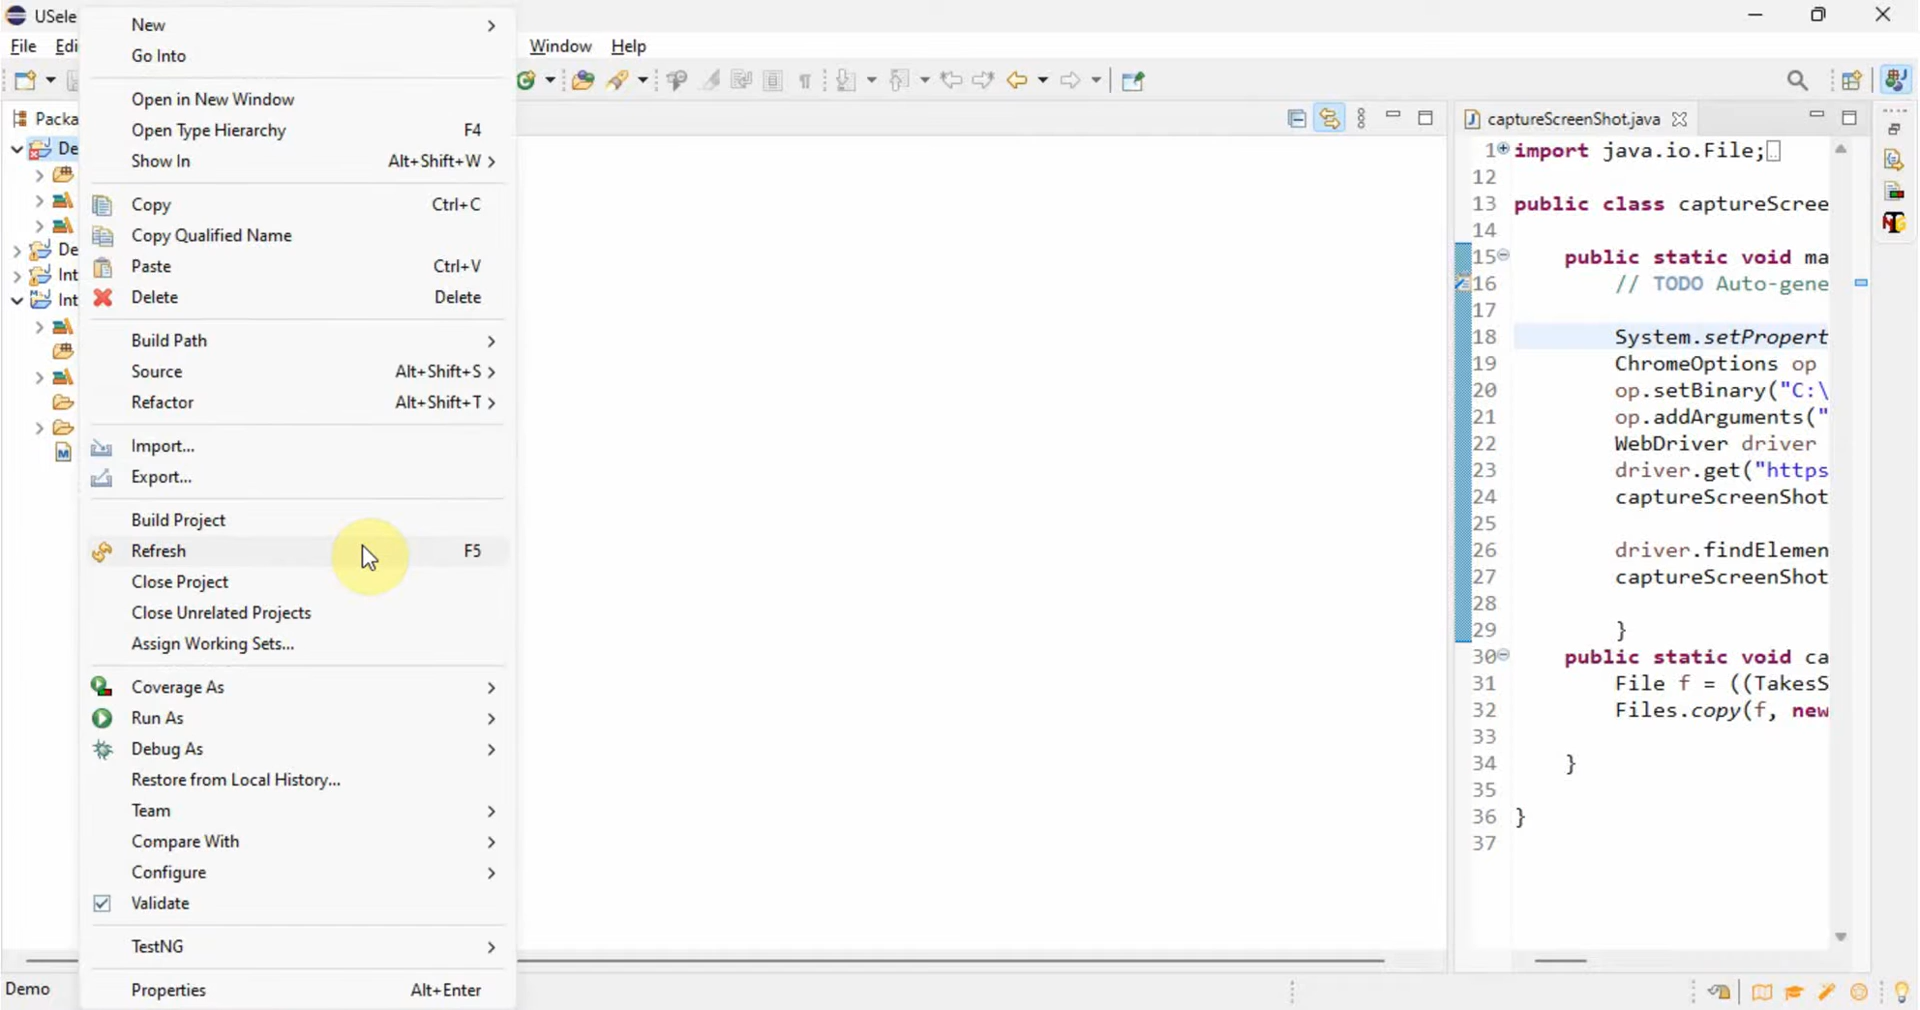 USele
File Edi Window Help
Packa
De
De
Int
Int
New
Go Into
Open in New Window
Open Type Hierarchy F4
Show In Alt+Shift+W
Copy Ctrl+C
Copy Qualified Name
Paste Ctrl+V
Delete Delete
Build Path
Source Alt+Shift+S
Refactor Alt+Shift+T
Import...
Export...
Build Project
Refresh F5
Close Project
Close Unrelated Projects
Assign Working Sets...
Coverage As
Run As
Debug As
Restore from Local History...
Team
Compare With
Configure
Validate
TestNG
Properties Alt+Enter
captureScreenShot.java
1 import java.io.File;
12
13 public class captureScree
14
15 public static void ma
16 // TODO Auto-gene
17
18 System.setPropert
19 ChromeOptions op
20 op.setBinary("C:\
21 op.addArguments("
22 WebDriver driver
23 driver.get("https
24 captureScreenShot
25
26 driver.findElemen
27 captureScreenShot
28
29 }
30 public static void ca
31 File f = ((TakesS
32 Files.copy(f, new
33
34 }
35
36 }
37
Demo